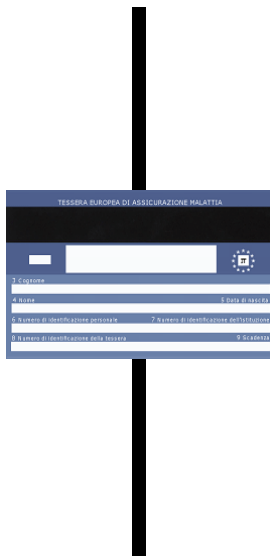 TESSERA EUROPEA DI ASSICURAZIONE MALATTIA
IT
3 Cognome
4 Nome 5 Data di nascita
6 Numero di identificazione personale 7 Numero di identificazione dell'istituzione
8 Numero di identificazione della tessera 9 Scadenza